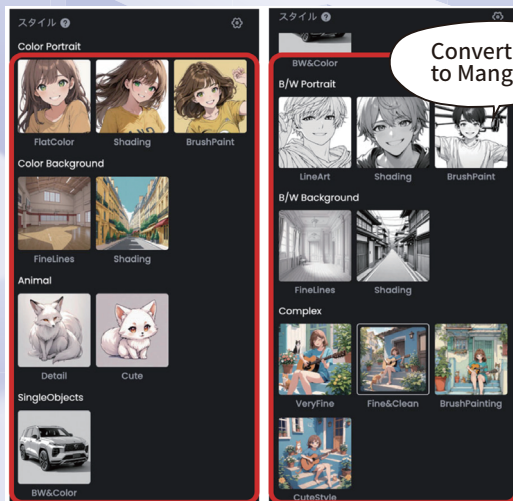 スタイル ?
Color Portrait
FlatColor Shading BrushPaint
Color Background
FineLines Shading
Animal
Detail Cute
SingleObjects
BW&Color
スタイル ?
BW&Color
Convert
to Mang
B/W Portrait
LineArt Shading BrushPaint
B/W Background
FineLines Shading
Complex
VeryFine Fine&Clean BrushPainting
CuteStyle